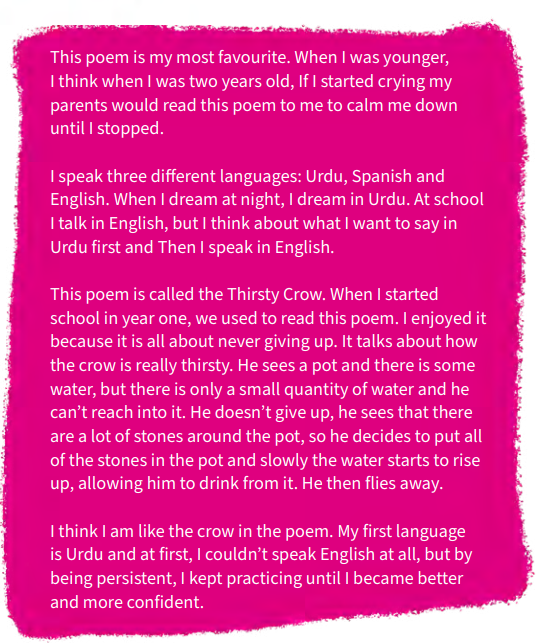 This poem is my most favourite. When I was younger,
I think when I was two years old, If I started crying my
parents would read this poem to me to calm me down
until I stopped.
I speak three different languages: Urdu, Spanish and
English. When I dream at night, I dream in Urdu. At school
I talk in English, but I think about what I want to say in
Urdu first and Then I speak in English.
This poem is called the Thirsty Crow. When I started
school in year one, we used to read this poem. I enjoyed it
because it is all about never giving up. It talks about how
the crow is really thirsty. He sees a pot and there is some
water, but there is only a small quantity of water and he
can’t reach into it. He doesn’t give up, he sees that there
are a lot of stones around the pot, so he decides to put all
of the stones in the pot and slowly the water starts to rise
up, allowing him to drink from it. He then flies away.
I think I am like the crow in the poem. My first language
is Urdu and at first, I couldn’t speak English at all, but by
being persistent, I kept practicing until I became better
and more confident.